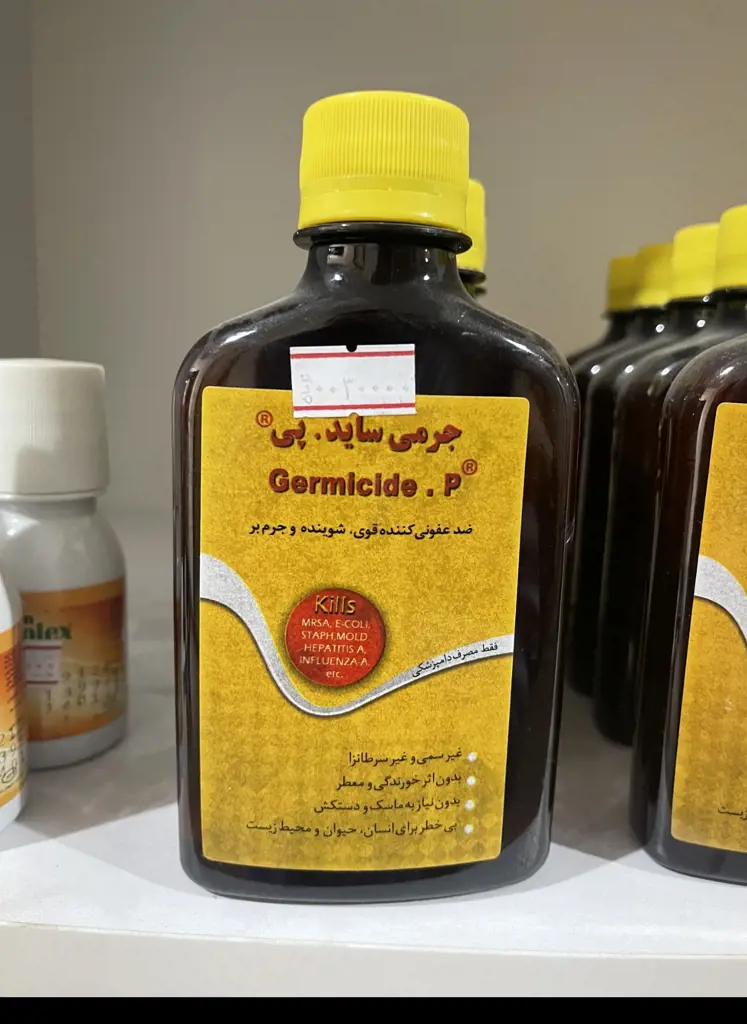 جرمی ساید. پی®
Germicide . P®
ضد عفونی کننده قوی، شوینده و جرم بر
Kills
MRSA, E-COLI,
STAPH,MOLD,
HEPATITIS A,
INFLUENZA-A.
etc.
فقط مصرف دامپزشکی
غیر سمی و غیر سرطانزا
بدون اثر خورندگی و معطر
بدون نیاز به ماسک و دستکش
بی خطر برای انسان، حیوان و محیط زیست